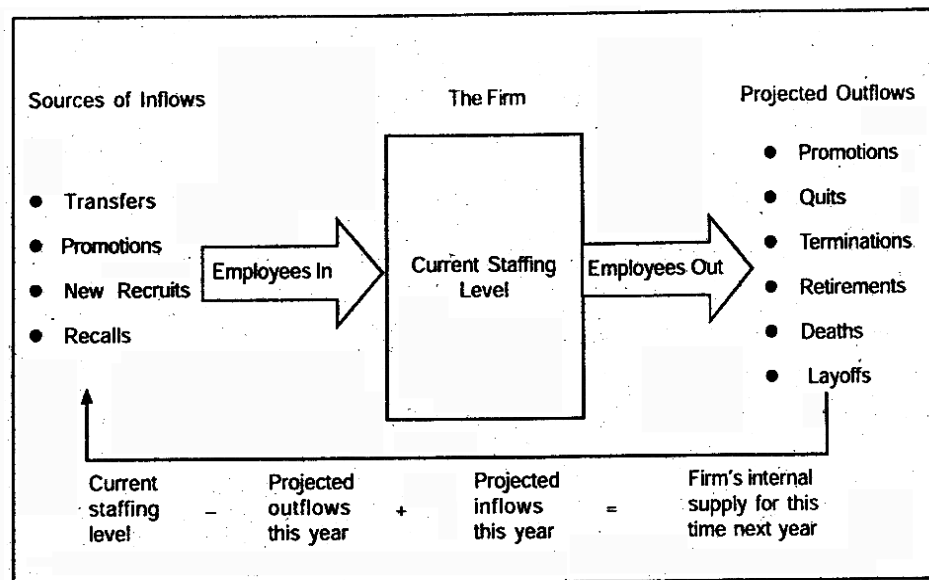 Sources of Inflows
The Firm
Projected Outflows
● Transfers
● Promotions
● New Recruits
● Recalls
Employees In
Current Staffing
Level
Employees Out
● Promotions
● Quits
● Terminations
● Retirements
● Deaths
● Layoffs
Current
staffing
level
–
Projected
outflows
this year
+
Projected
inflows
this year
=
Firm's internal
supply for this
time next year